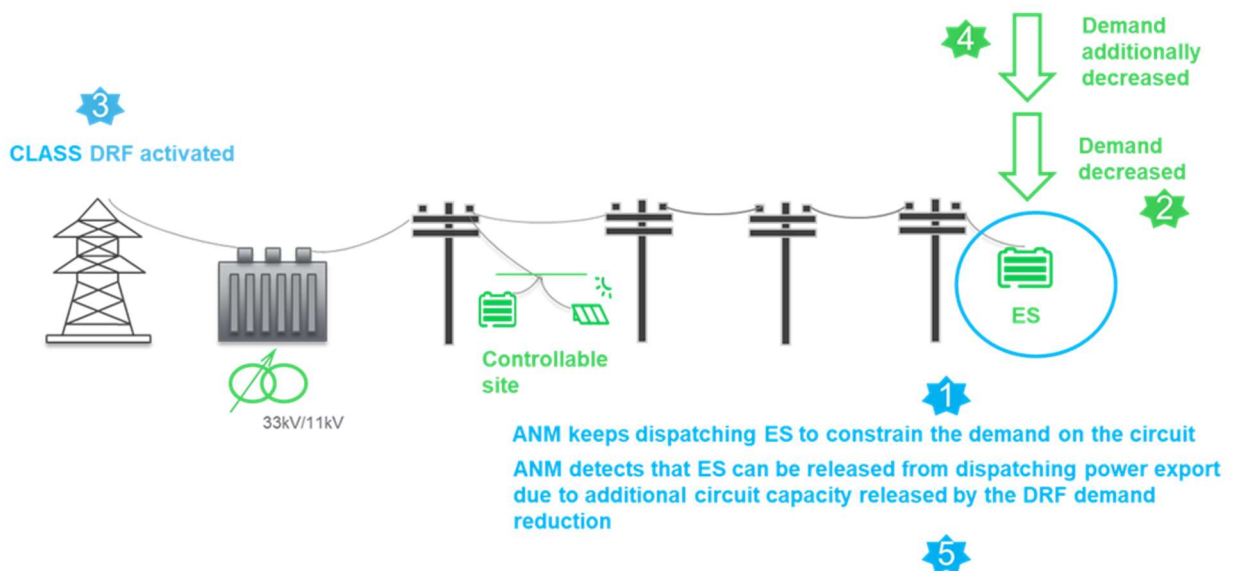 4
Demand
additionally
decreased
3
CLASS DRF activated
Demand
decreased
2
ES
Controllable
site
33kV/11kV
1
ANM keeps dispatching ES to constrain the demand on the circuit
ANM detects that ES can be released from dispatching power export
due to additional circuit capacity released by the DRF demand
reduction
5